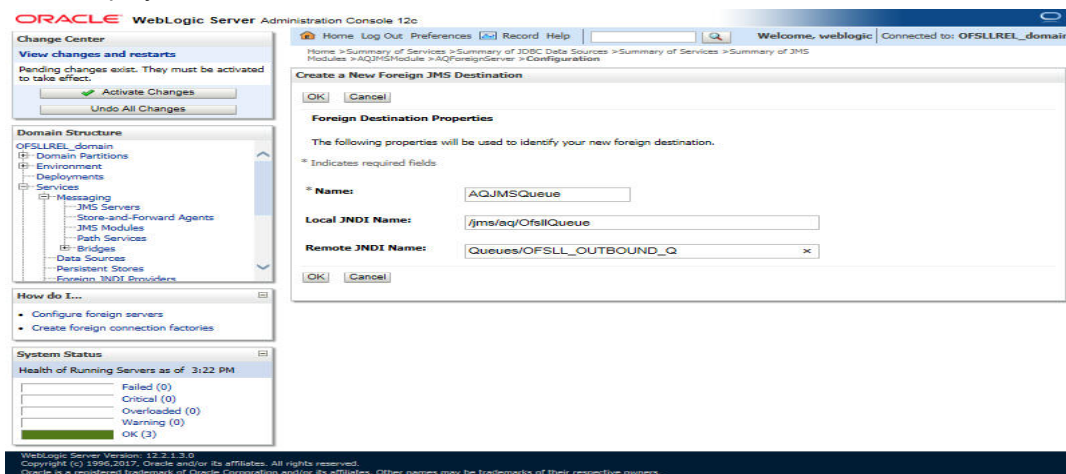 ORACLE WebLogic Server Administration Console 12c
Change Center
View changes and restarts
Pending changes exist. They must be activated
to take effect.
Activate Changes
Undo All Changes
Domain Structure
OFSLLREL_domain
Domain Partitions
Environment
Deployments
Services
Messaging
JMS Servers
Store-and-Forward Agents
JMS Modules
Path Services
Bridges
Data Sources
Persistent Stores
Foreign JNDI Providers
How do I...
Configure foreign servers
Create foreign connection factories
System Status
Health of Running Servers as of 3:22 PM
Failed (0)
Critical (0)
Overloaded (0)
Warning (0)
OK (3)
Home Log Out Preferences Record Help
Welcome, weblogic Connected to: OFSLLREL_domain
Home >Summary of Services >Summary of JDBC Data Sources >Summary of Services >Summary of JMS
Modules >AQJMSModule >AQForeignServer >Configuration
Create a New Foreign JMS Destination
OK Cancel
Foreign Destination Properties
The following properties will be used to identify your new foreign destination.
* Indicates required fields
* Name: AQJMSQueue
Local JNDI Name: /jms/aq/OfsllQueue
Remote JNDI Name: Queues/OFSLL_OUTBOUND_Q ×
OK Cancel
WebLogic Server Version: 12.2.1.3.0
Copyright (c) 1996,2017, Oracle and/or its affiliates. All rights reserved.
Oracle is a registered trademark of Oracle Corporation and/or its affiliates. Other names may be trademarks of their respective owners.